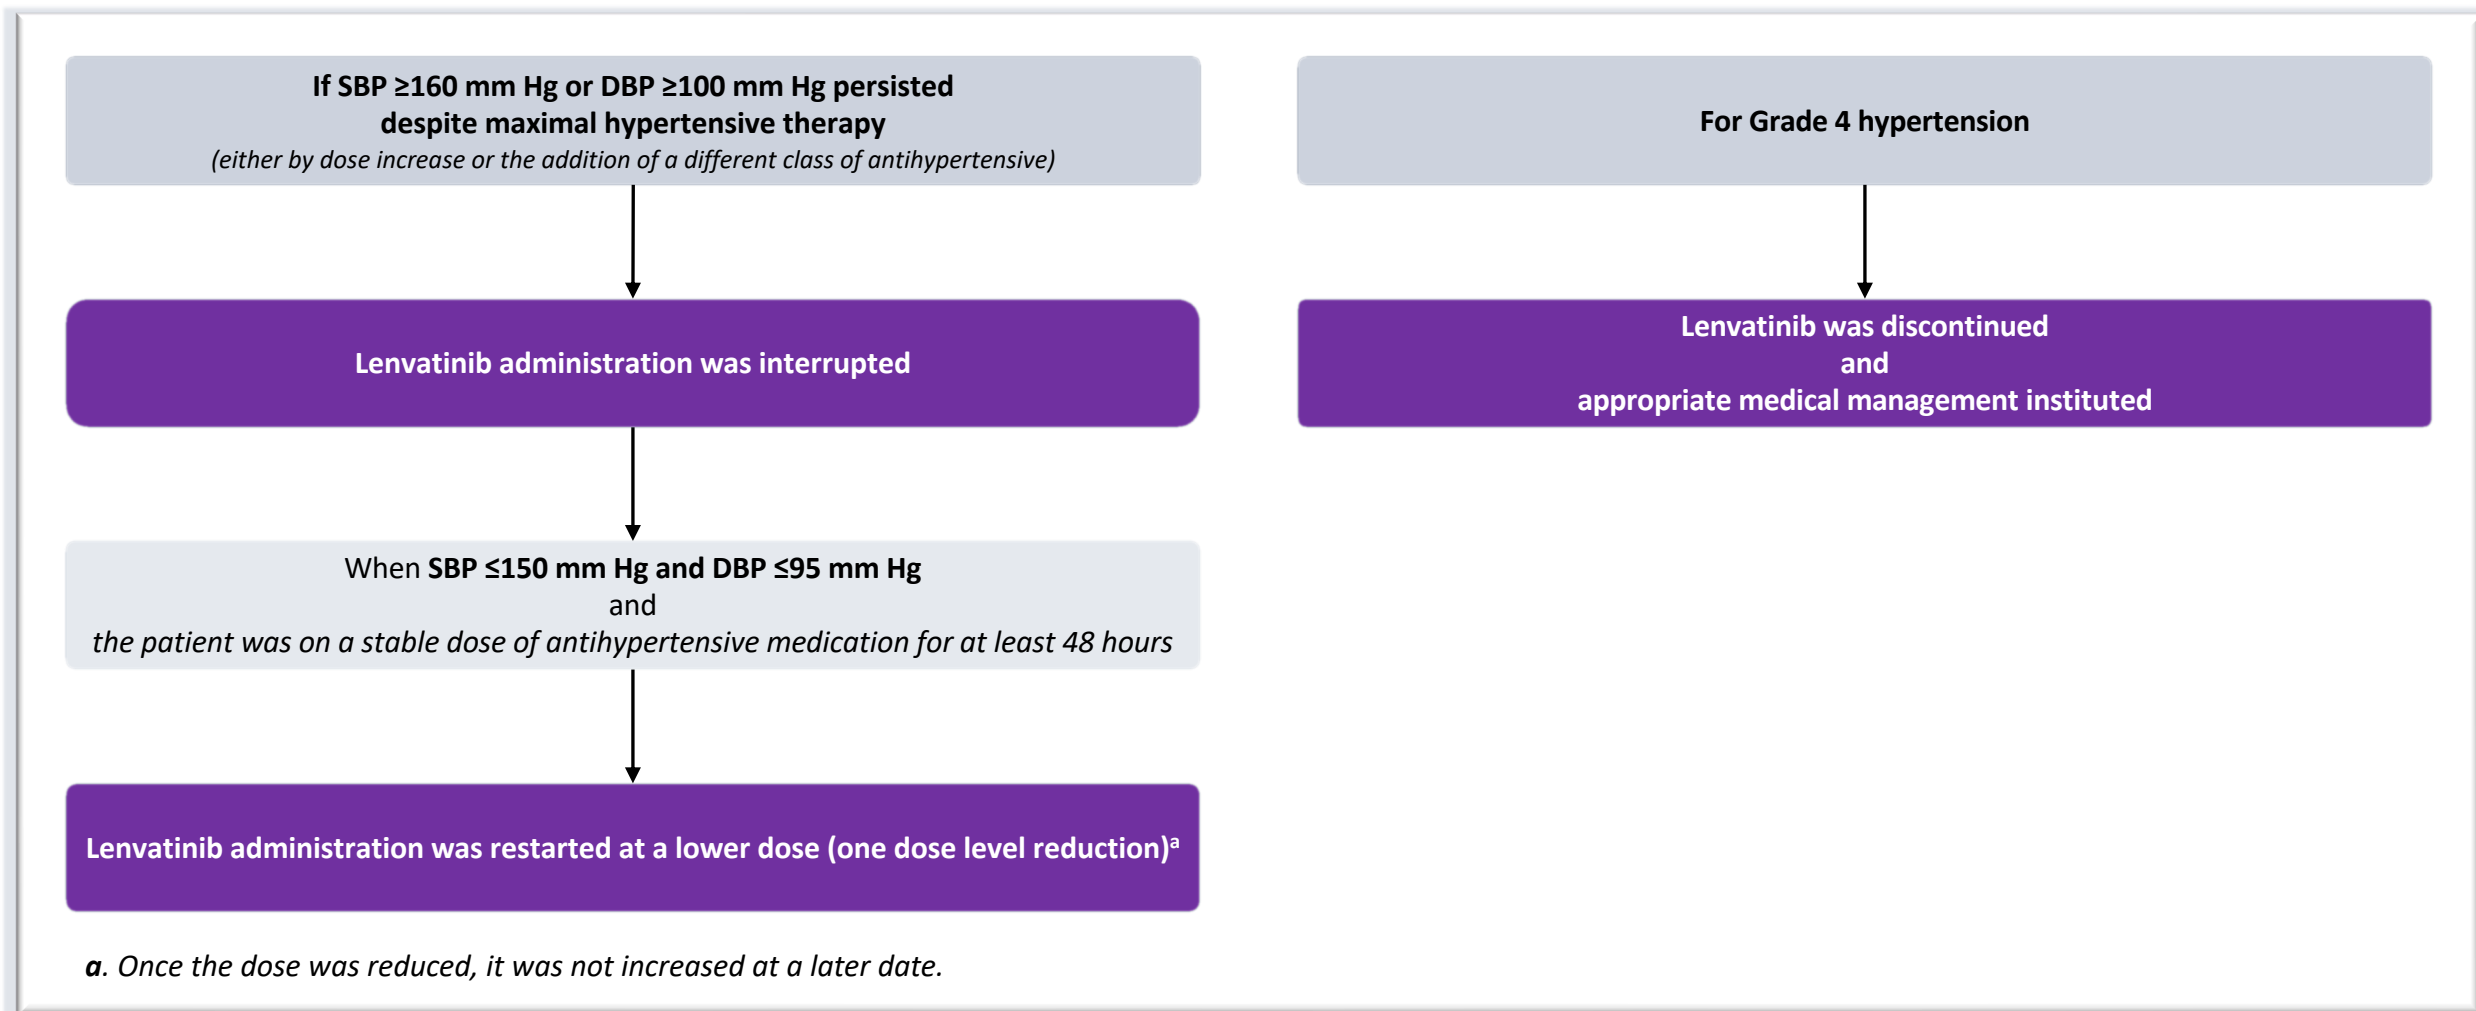 If SBP ≥160 mm Hg or DBP ≥100 mm Hg persisted
despite maximal hypertensive therapy
(either by dose increase or the addition of a different class of antihypertensive)
Lenvatinib administration was interrupted
When SBP ≤150 mm Hg and DBP ≤95 mm Hg
and
the patient was on a stable dose of antihypertensive medication for at least 48 hours
Lenvatinib administration was restarted at a lower dose (one dose level reduction)ᵃ
a. Once the dose was reduced, it was not increased at a later date.
For Grade 4 hypertension
Lenvatinib was discontinued
and
appropriate medical management instituted